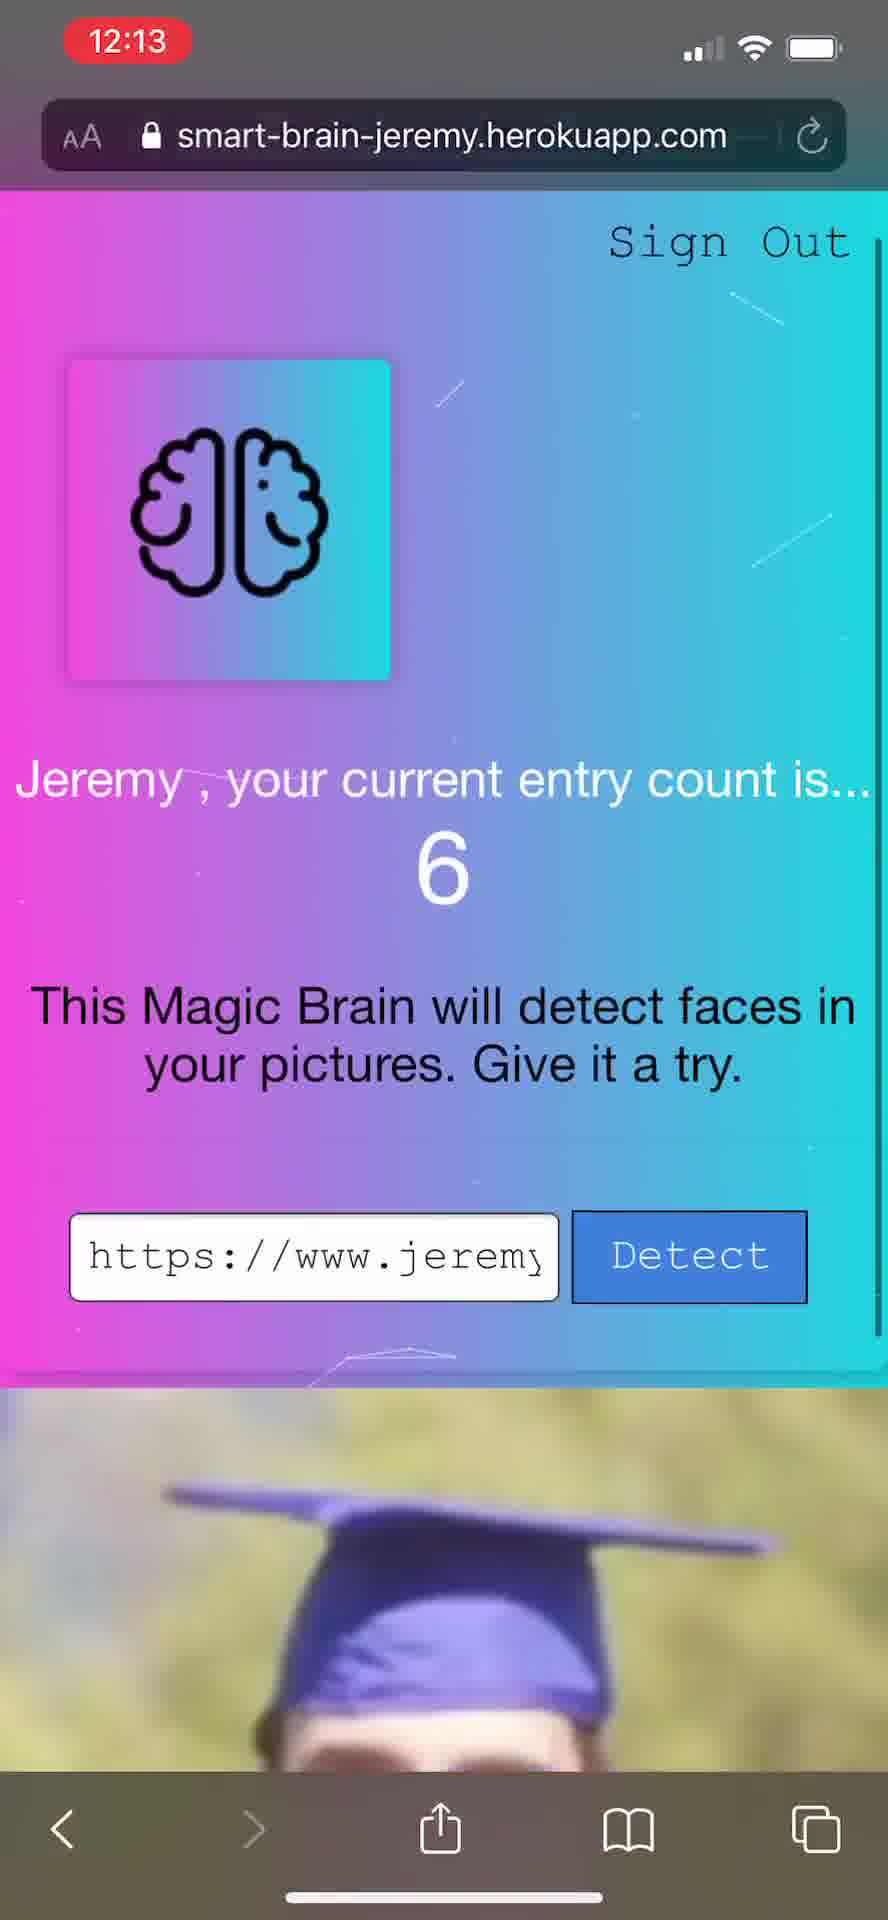 12:13
AA smart-brain-jeremy.herokuapp.com
Sign Out
Jeremy , your current entry count is...
6
This Magic Brain will detect faces in
your pictures. Give it a try.
https://www.jeremy
Detect